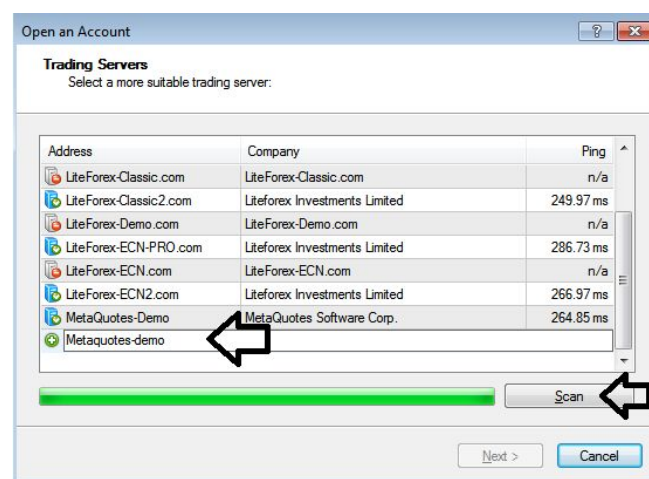 Open an Account
Trading Servers
Select a more suitable trading server:
Address Company Ping
LiteForex-Classic.com LiteForex-Classic.com n/a
LiteForex-Classic2.com Liteforex Investments Limited 249.97 ms
LiteForex-Demo.com LiteForex-Demo.com n/a
LiteForex-ECN-PRO.com Liteforex Investments Limited 286.73 ms
LiteForex-ECN.com LiteForex-ECN.com n/a
LiteForex-ECN2.com Liteforex Investments Limited 266.97 ms
MetaQuotes-Demo MetaQuotes Software Corp. 264.85 ms
Metaquotes-demo
Scan
Next > Cancel